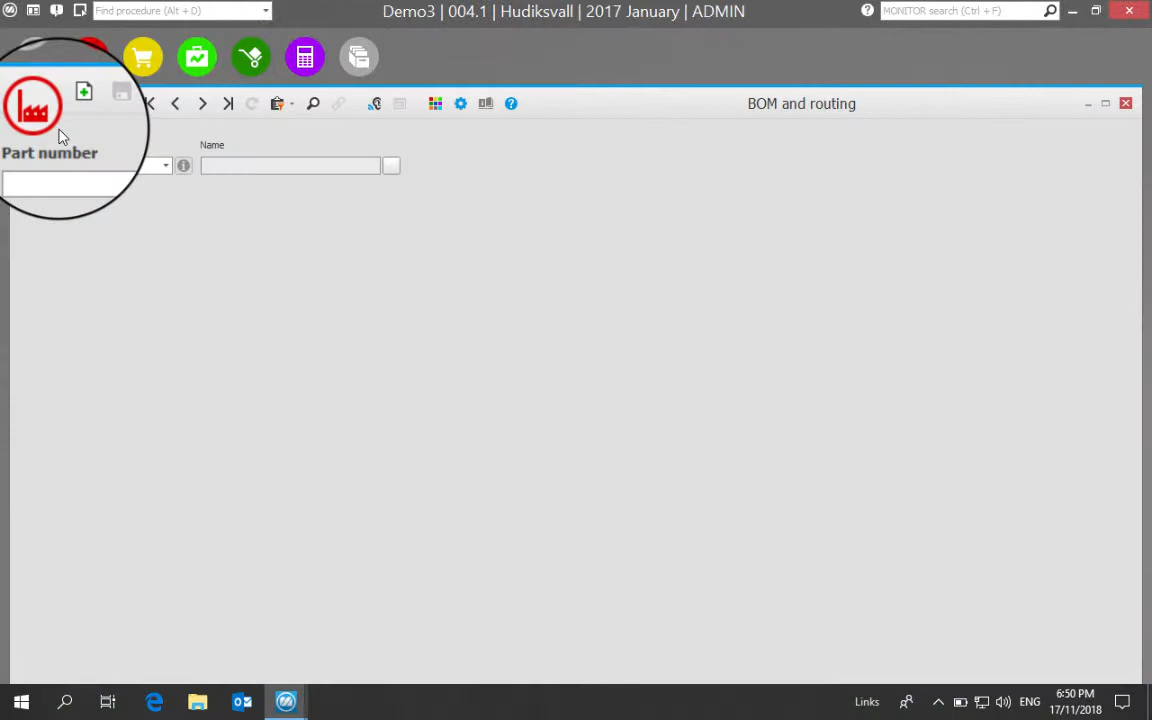 Find procedure (Alt + D)
Demo3 | 004.1 | Hudiksvall | 2017 January | ADMIN
MONITOR search (Ctrl + F)
BOM and routing
Part number
Name
Links
ENG
6:50 PM
17/11/2018